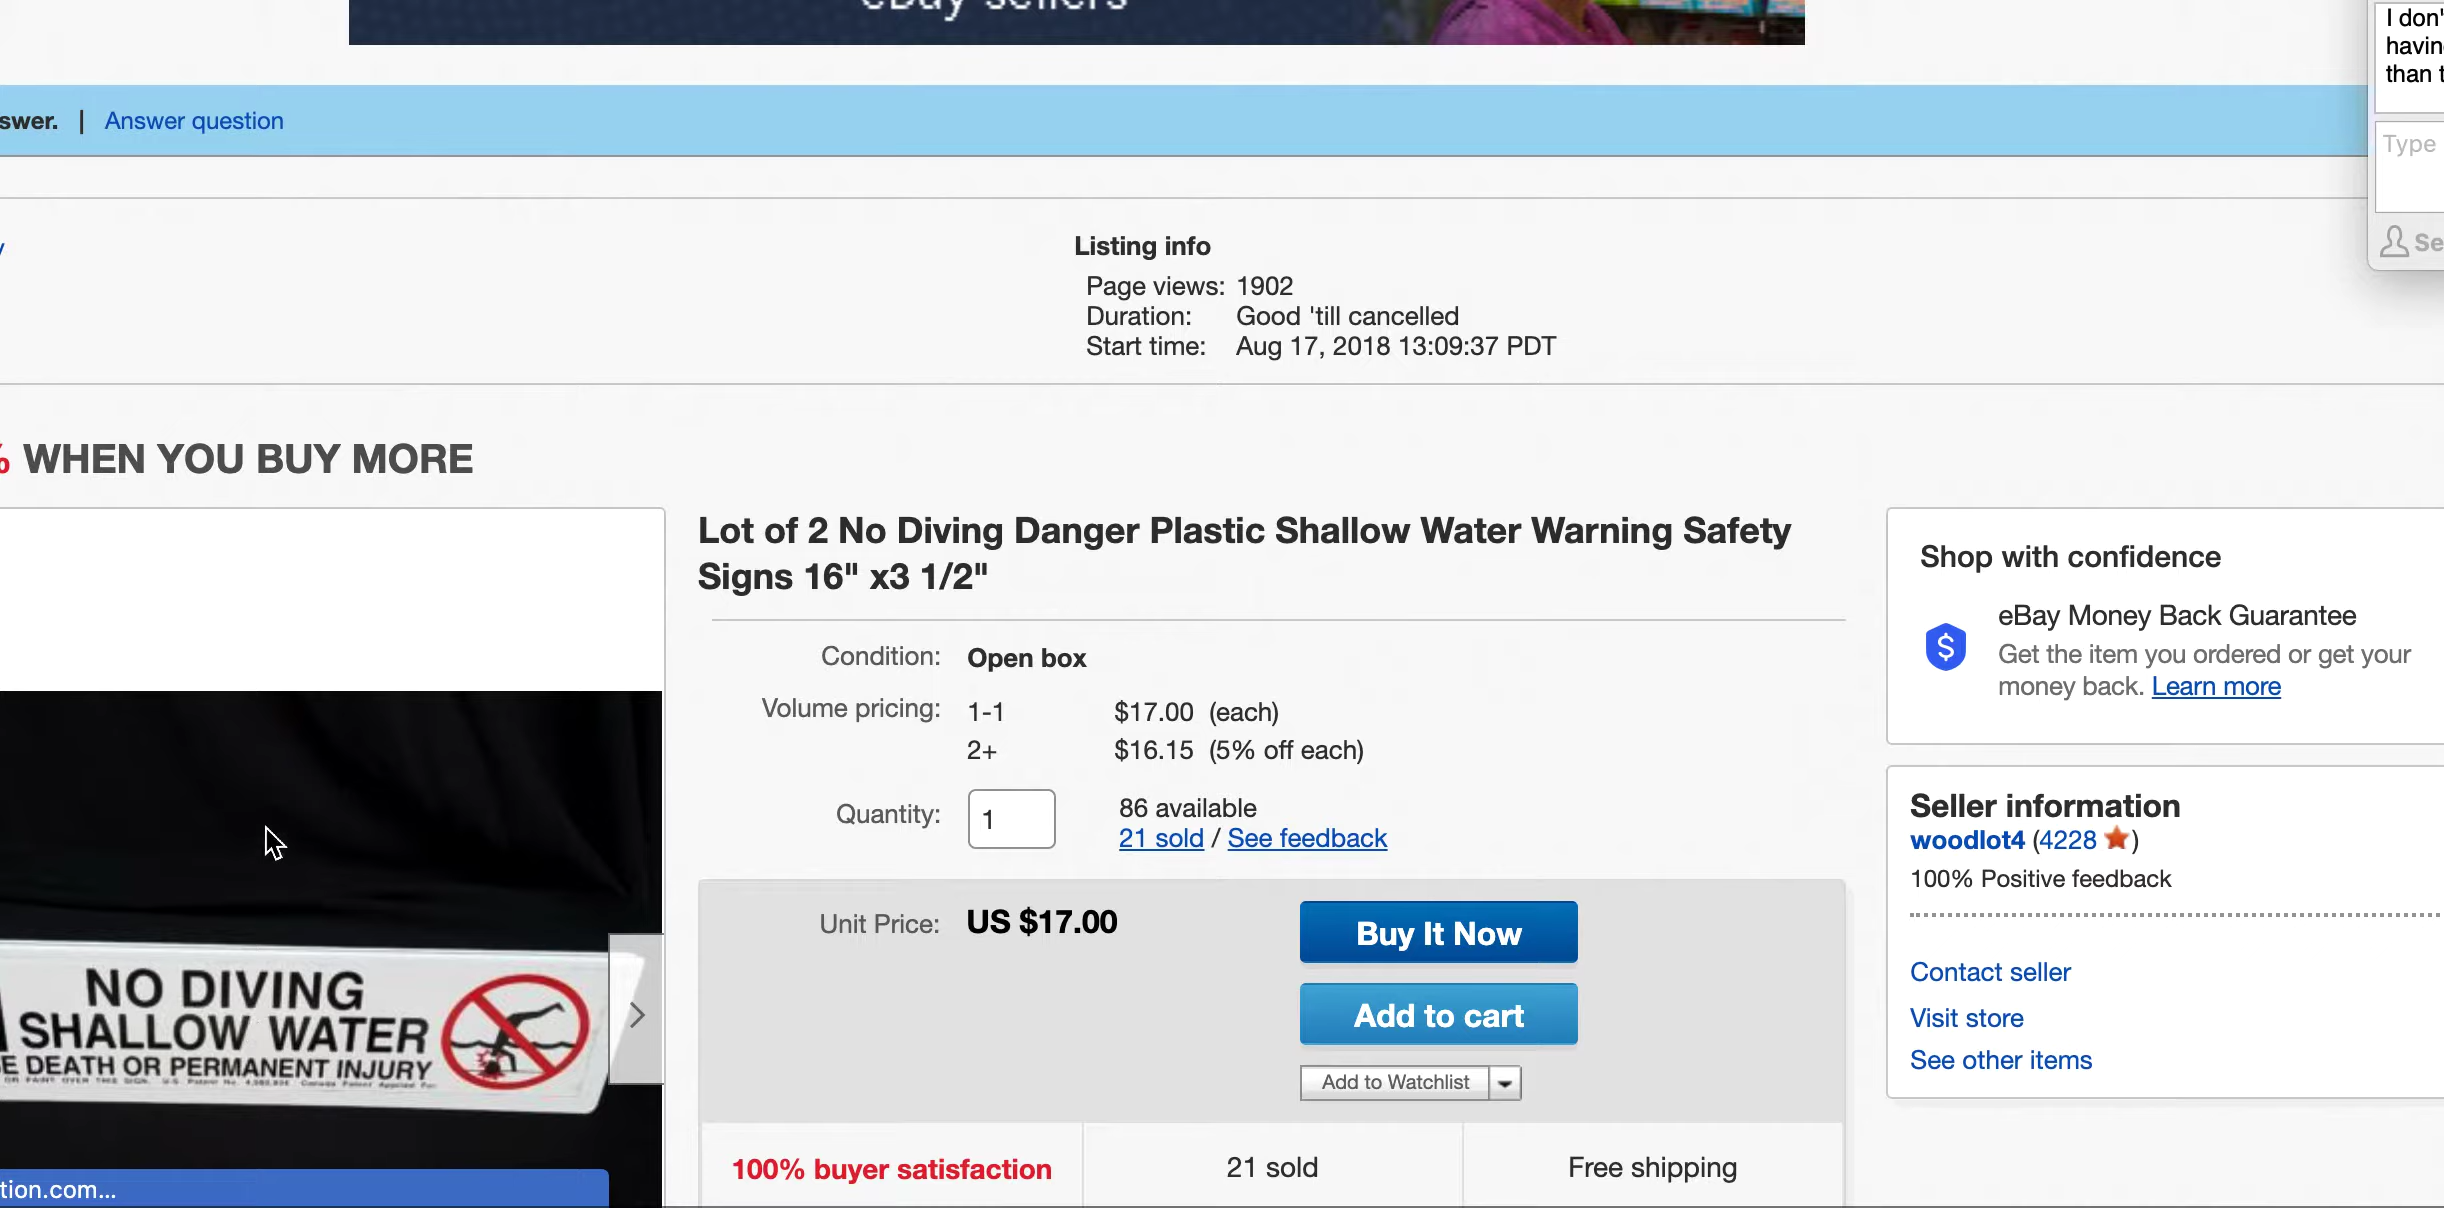 eBay sellers
swer. | Answer question
I don'
havin
than t
Type
Se
Listing info
Page views: 1902
Duration: Good 'till cancelled
Start time: Aug 17, 2018 13:09:37 PDT
% WHEN YOU BUY MORE
Lot of 2 No Diving Danger Plastic Shallow Water Warning Safety
Signs 16" x3 1/2"
Condition: Open box
Volume pricing: 1-1 $17.00 (each)
2+ $16.15 (5% off each)
Quantity: 1 86 available
21 sold / See feedback
Unit Price: US $17.00
Buy It Now
Add to cart
Add to Watchlist
100% buyer satisfaction
21 sold
Free shipping
Shop with confidence
eBay Money Back Guarantee
Get the item you ordered or get your
money back. Learn more
Seller information
woodlot4 (4228 ★)
100% Positive feedback
Contact seller
Visit store
See other items
NO DIVING
SHALLOW WATER
E DEATH OR PERMANENT INJURY
tion.com...